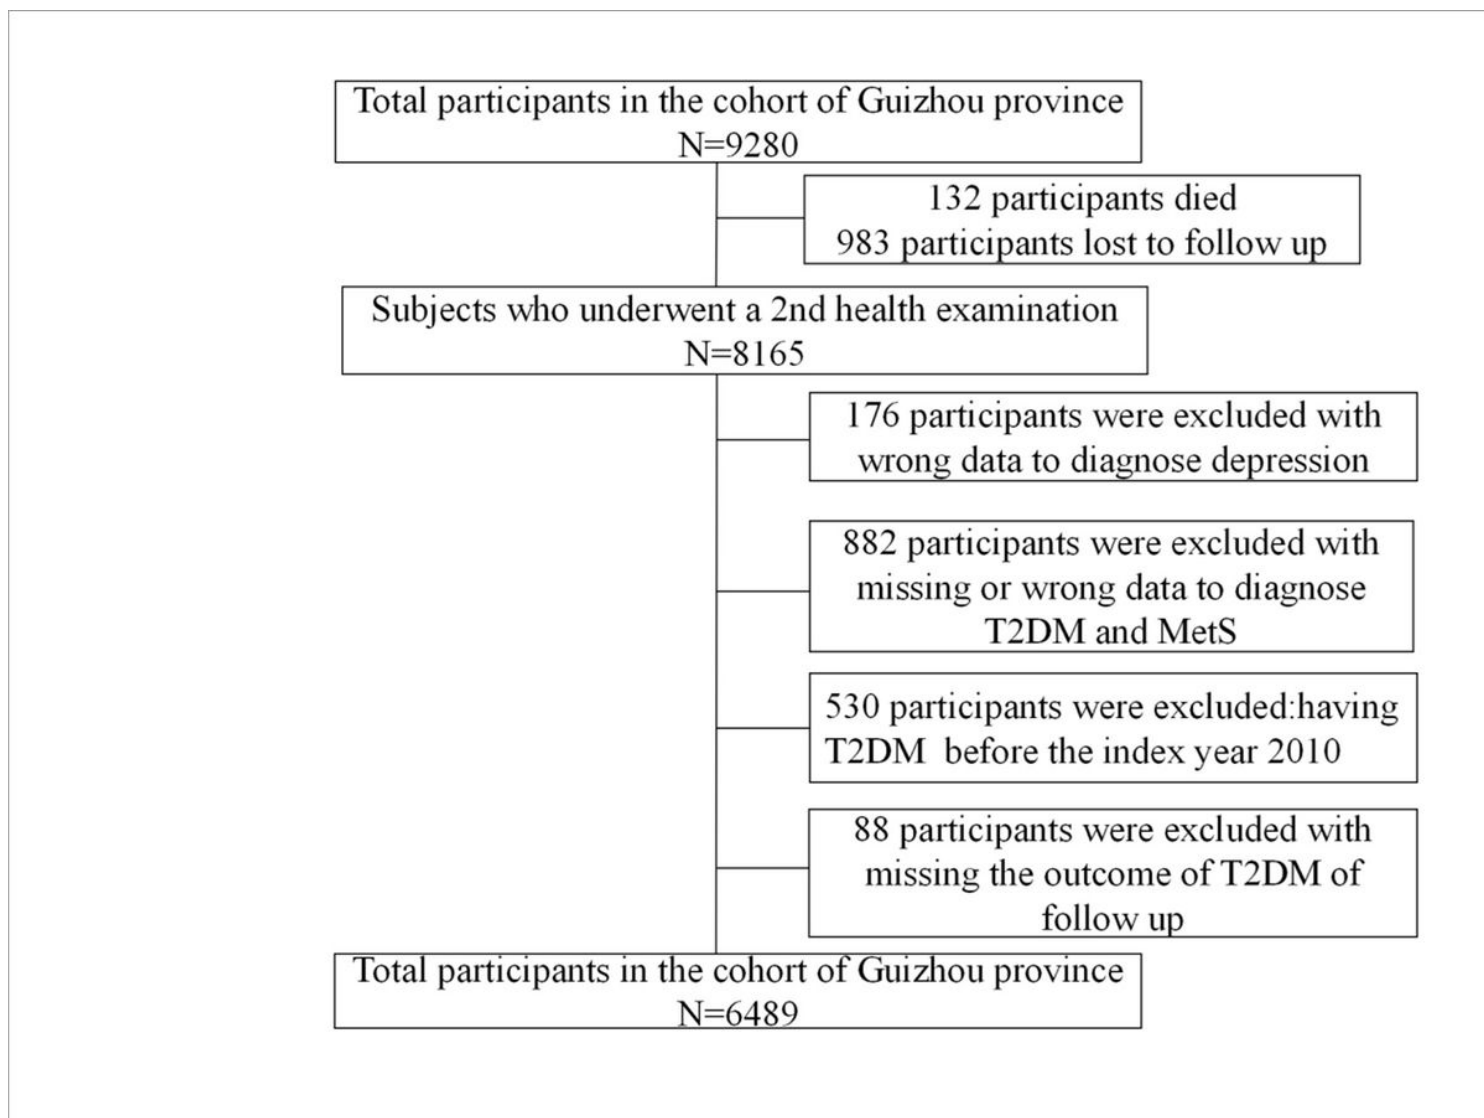 Total participants in the cohort of Guizhou province
N=9280
132 participants died
983 participants lost to follow up
Subjects who underwent a 2nd health examination
N=8165
176 participants were excluded with
wrong data to diagnose depression
882 participants were excluded with
missing or wrong data to diagnose
T2DM and MetS
530 participants were excluded:having
T2DM before the index year 2010
88 participants were excluded with
missing the outcome of T2DM of
follow up
Total participants in the cohort of Guizhou province
N=6489